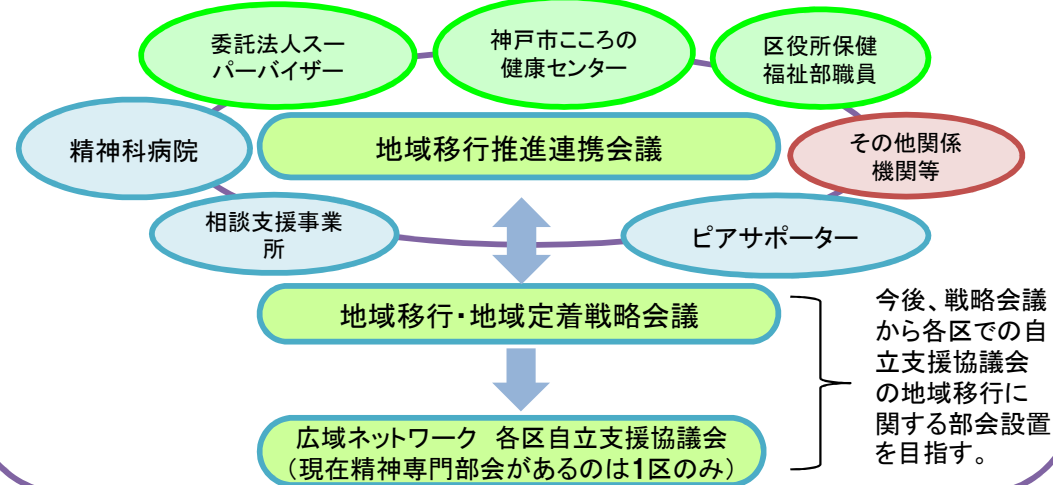 委託法人スー
パーバイザー
神戸市こころの
健康センター
区役所保健
福祉部職員
精神科病院
地域移行推進連携会議
その他関係
機関等
相談支援事業
所
ピアサポーター
地域移行・地域定着戦略会議
今後、戦略会議
から各区での自
立支援協議会
の地域移行に
関する部会設置
を目指す。
広域ネットワーク 各区自立支援協議会
（現在精神専門部会があるのは1区のみ）